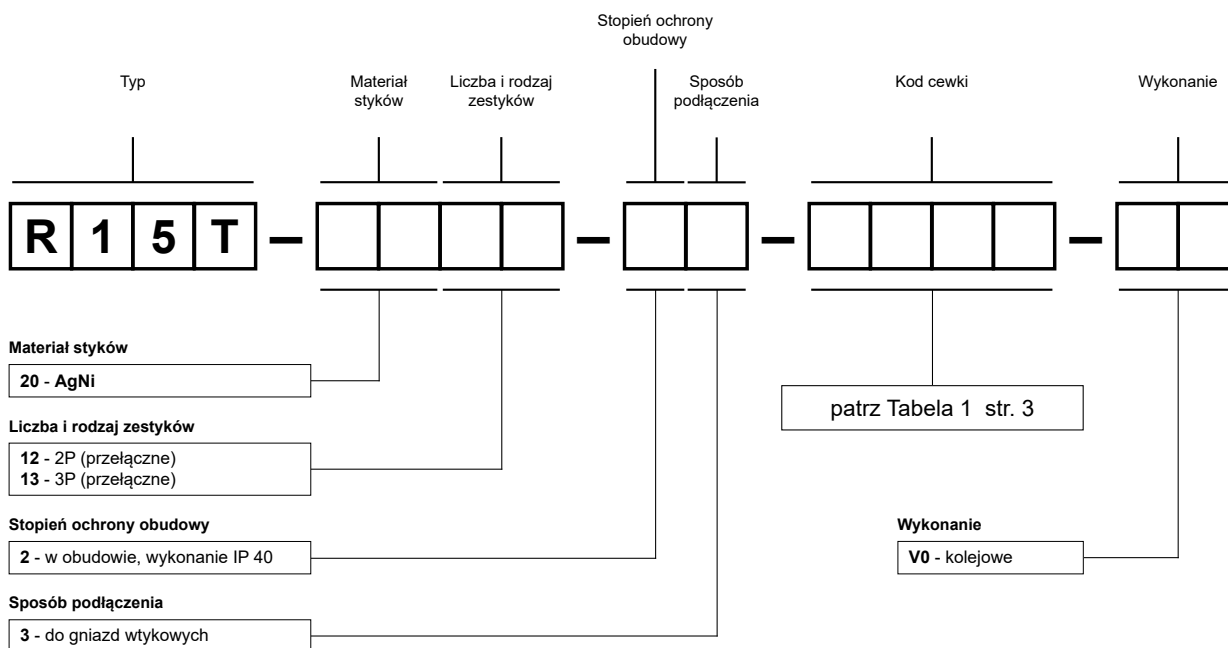 Stopień ochrony
obudowy
Typ
Materiał
styków
Liczba i rodzaj
zestyków
Sposób
podłączenia
Kod cewki
Wykonanie
R 1 5 T – – – –
Materiał styków
20 - AgNi
patrz Tabela 1 str. 3
Liczba i rodzaj zestyków
12 - 2P (przełączne)
13 - 3P (przełączne)
Stopień ochrony obudowy
2 - w obudowie, wykonanie IP 40
Wykonanie
V0 - kolejowe
Sposób podłączenia
3 - do gniazd wtykowych